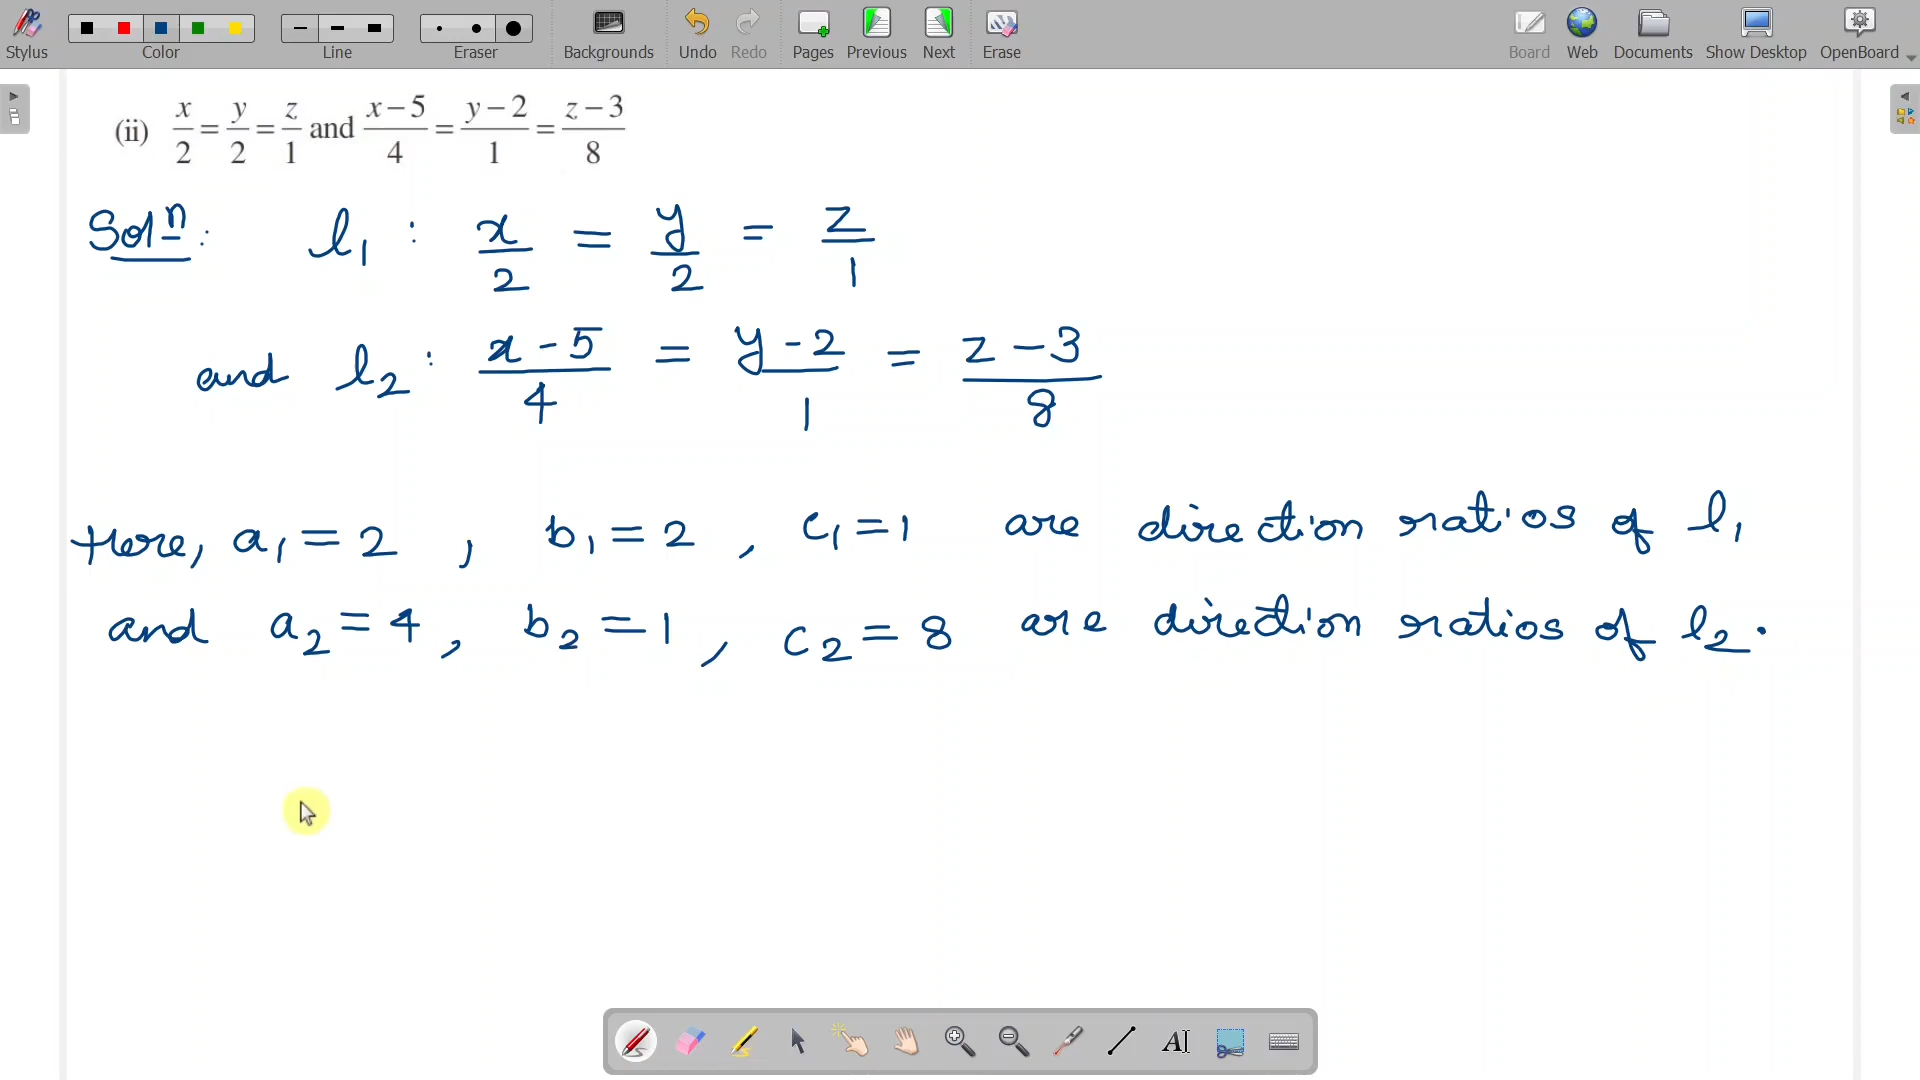 Stylus Color Line Eraser Backgrounds Undo Redo Pages Previous Next Erase Board Web Documents Show Desktop OpenBoard
(ii) x/2 = y/2 = z/1 and x−5/4 = y−2/1 = z−3/8
Solⁿ: l₁ : x/2 = y/2 = z/1
and l₂ : x−5/4 = y−2/1 = z−3/8
Here, a₁ = 2 , b₁ = 2 , c₁ = 1 are direction ratios of l₁
and a₂ = 4 , b₂ = 1 , c₂ = 8 are direction ratios of l₂ .
AI